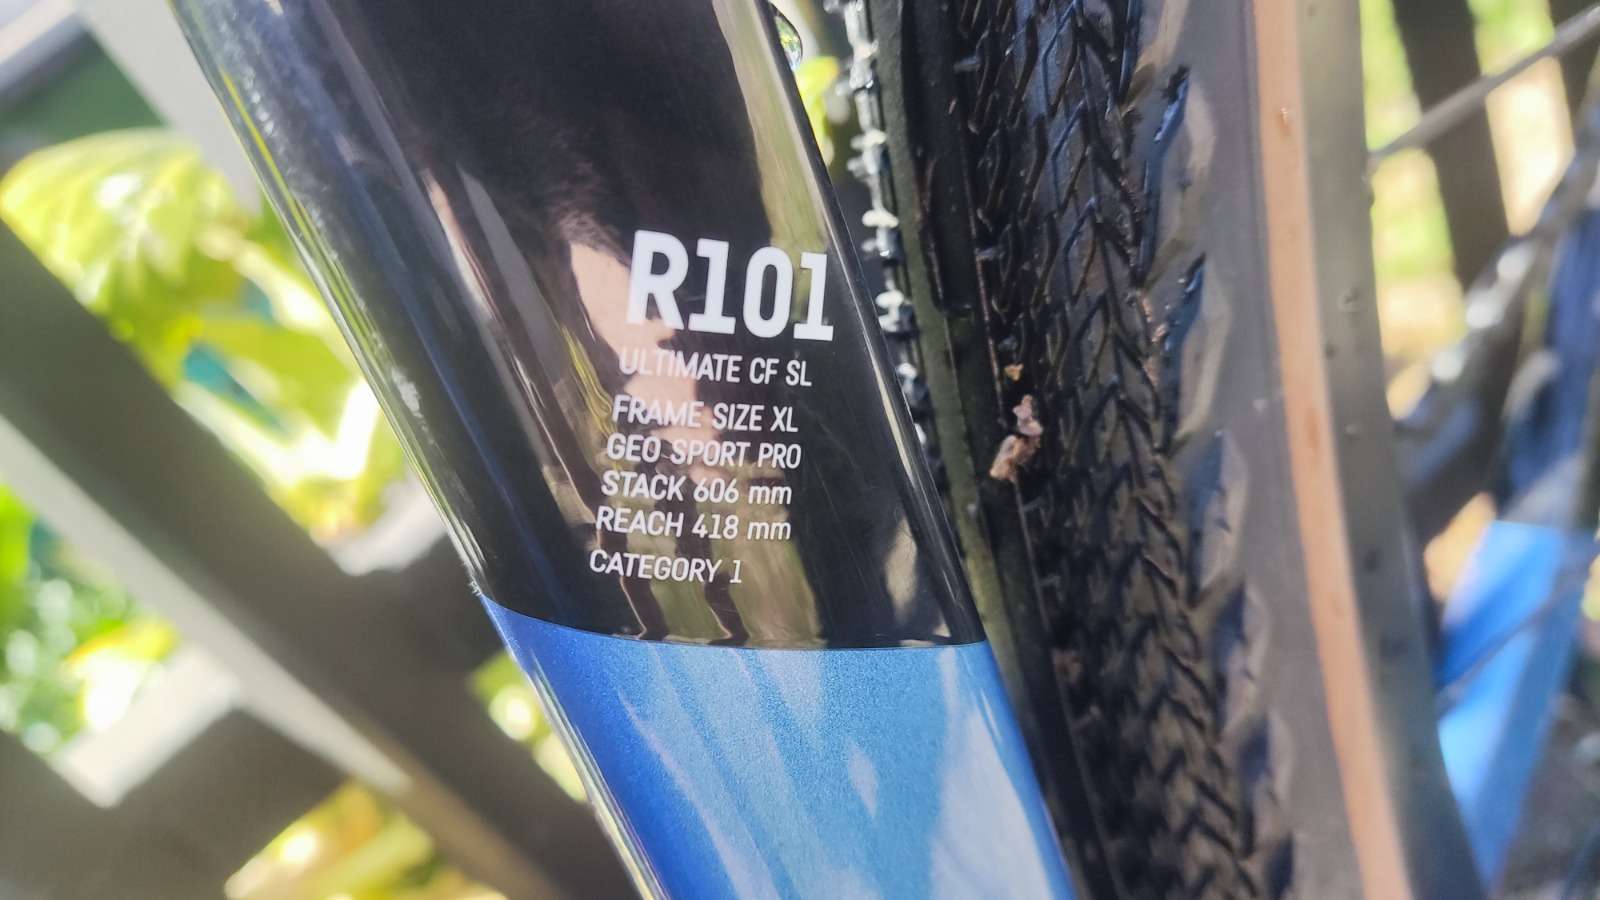 R101
ULTIMATE CF SL
FRAME SIZE XL
GEO SPORT PRO
STACK 606 mm
REACH 418 mm
CATEGORY 1